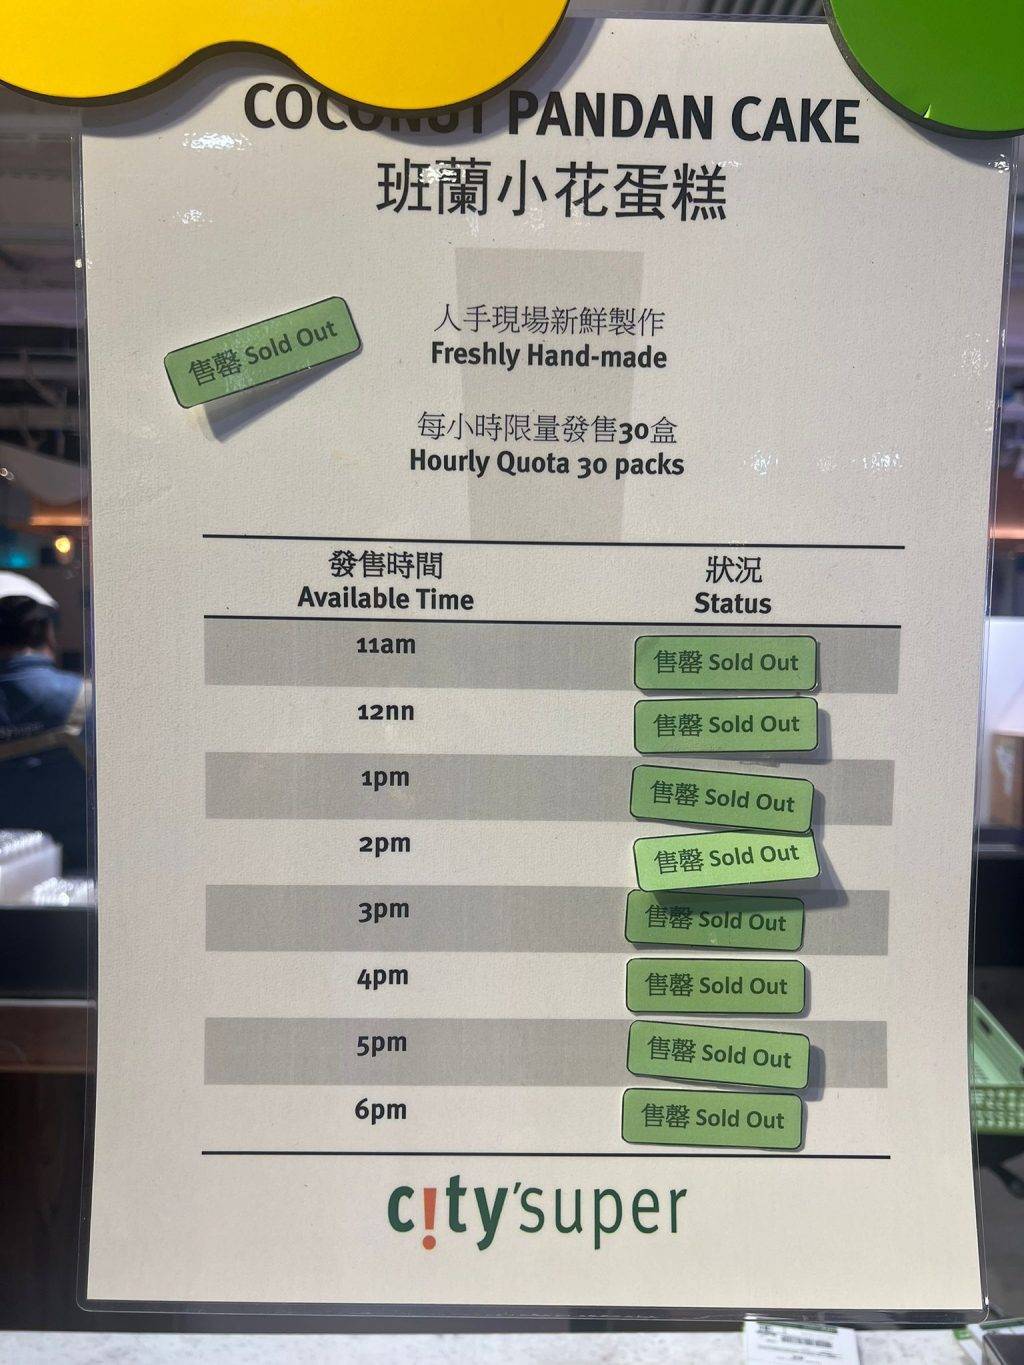 COCONUT PANDAN CAKE
班蘭小花蛋糕
售罄 Sold Out
人手現場新鮮製作
Freshly Hand-made
每小時限量發售30盒
Hourly Quota 30 packs
發售時間 狀況
Available Time Status
11am 售罄 Sold Out
12nn 售罄 Sold Out
1pm 售罄 Sold Out
2pm 售罄 Sold Out
3pm 售罄 Sold Out
4pm 售罄 Sold Out
5pm 售罄 Sold Out
6pm 售罄 Sold Out
c!ty'super